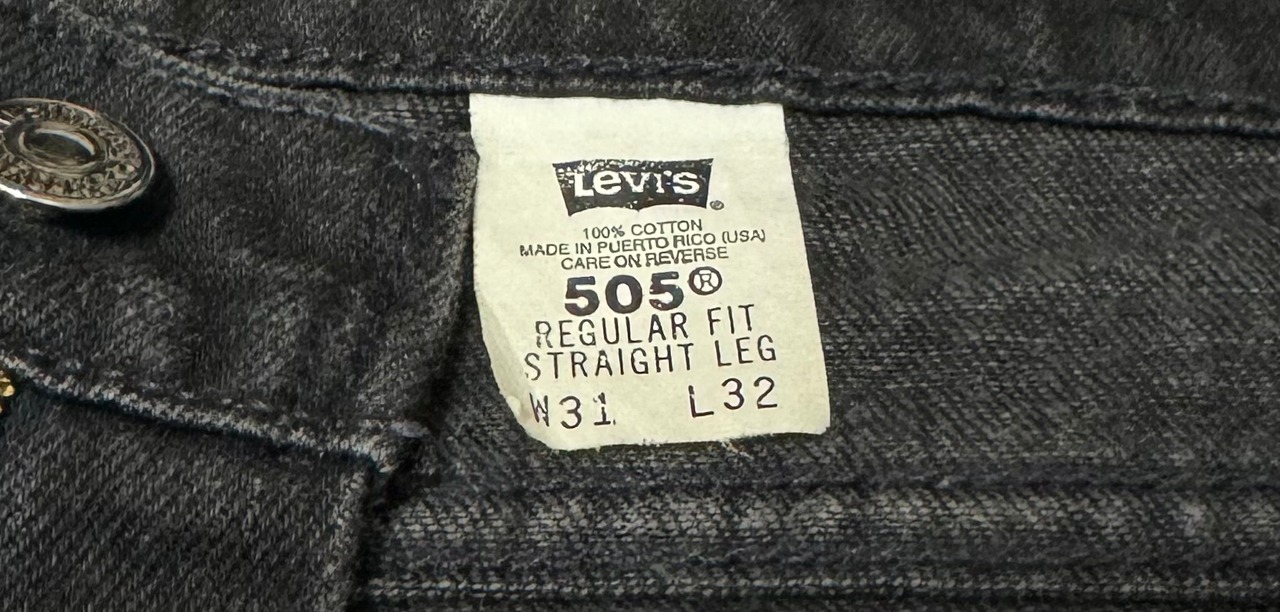 LEVI'S®
100% COTTON
MADE IN PUERTO RICO (USA)
CARE ON REVERSE
505®
REGULAR FIT
STRAIGHT LEG
W31 L32